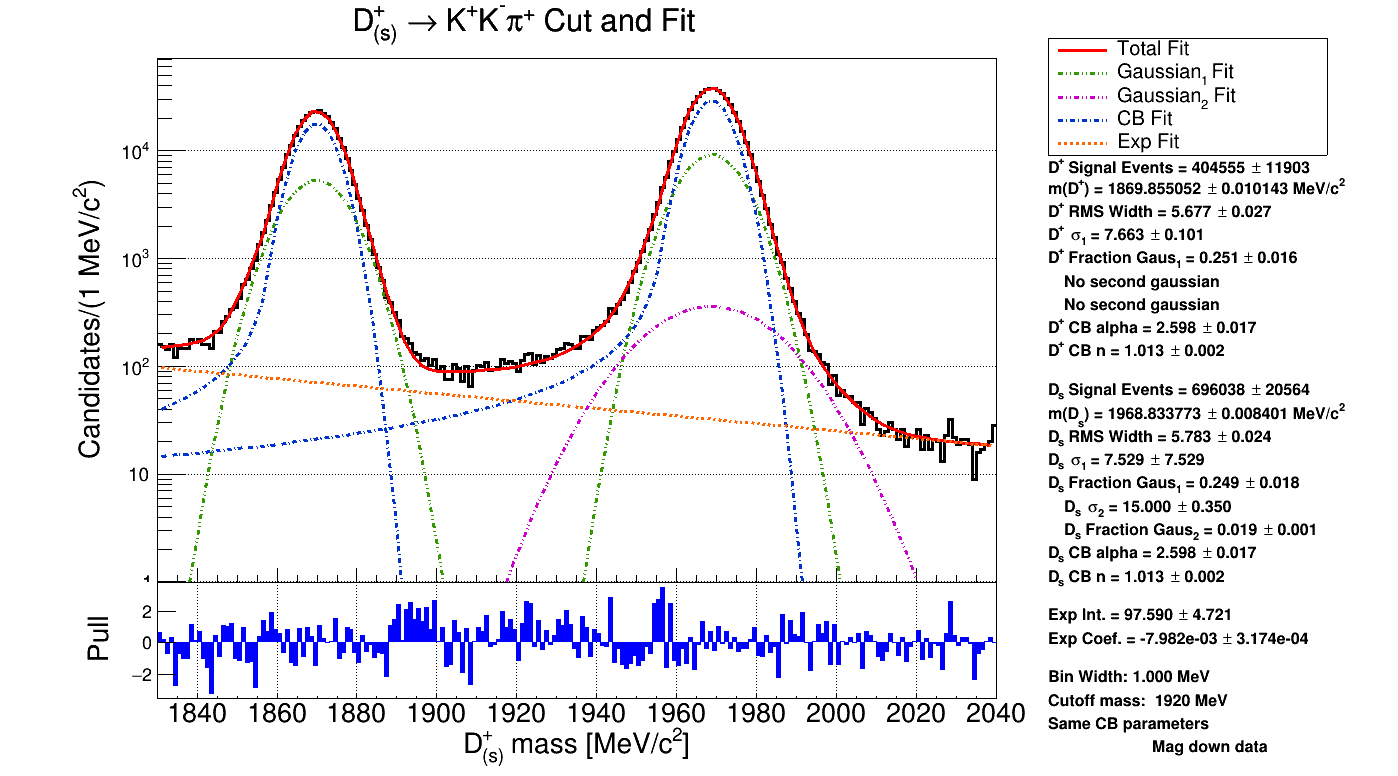 D⁺₍ₛ₎ → K⁺K⁻π⁺ Cut and Fit
Total Fit
Gaussian₁ Fit
Gaussian₂ Fit
CB Fit
Exp Fit
D⁺ Signal Events = 404555 ± 11903
m(D⁺) = 1869.855052 ± 0.010143 MeV/c²
D⁺ RMS Width = 5.677 ± 0.027
D⁺ σ₁ = 7.663 ± 0.101
D⁺ Fraction Gaus₁ = 0.251 ± 0.016
No second gaussian
No second gaussian
D⁺ CB alpha = 2.598 ± 0.017
D⁺ CB n = 1.013 ± 0.002
Dₛ Signal Events = 696038 ± 20564
m(Dₛ) = 1968.833773 ± 0.008401 MeV/c²
Dₛ RMS Width = 5.783 ± 0.024
Dₛ σ₁ = 7.529 ± 7.529
Dₛ Fraction Gaus₁ = 0.249 ± 0.018
Dₛ σ₂ = 15.000 ± 0.350
Dₛ Fraction Gaus₂ = 0.019 ± 0.001
Dₛ CB alpha = 2.598 ± 0.017
Dₛ CB n = 1.013 ± 0.002
Exp Int. = 97.590 ± 4.721
Exp Coef. = -7.982e-03 ± 3.174e-04
Bin Width: 1.000 MeV
Cutoff mass: 1920 MeV
Same CB parameters
Mag down data
Candidates/(1 MeV/c²)
10⁴
10³
10²
10
1
Pull
2
0
−2
1840 1860 1880 1900 1920 1940 1960 1980 2000 2020 2040
D⁺₍ₛ₎ mass [MeV/c²]